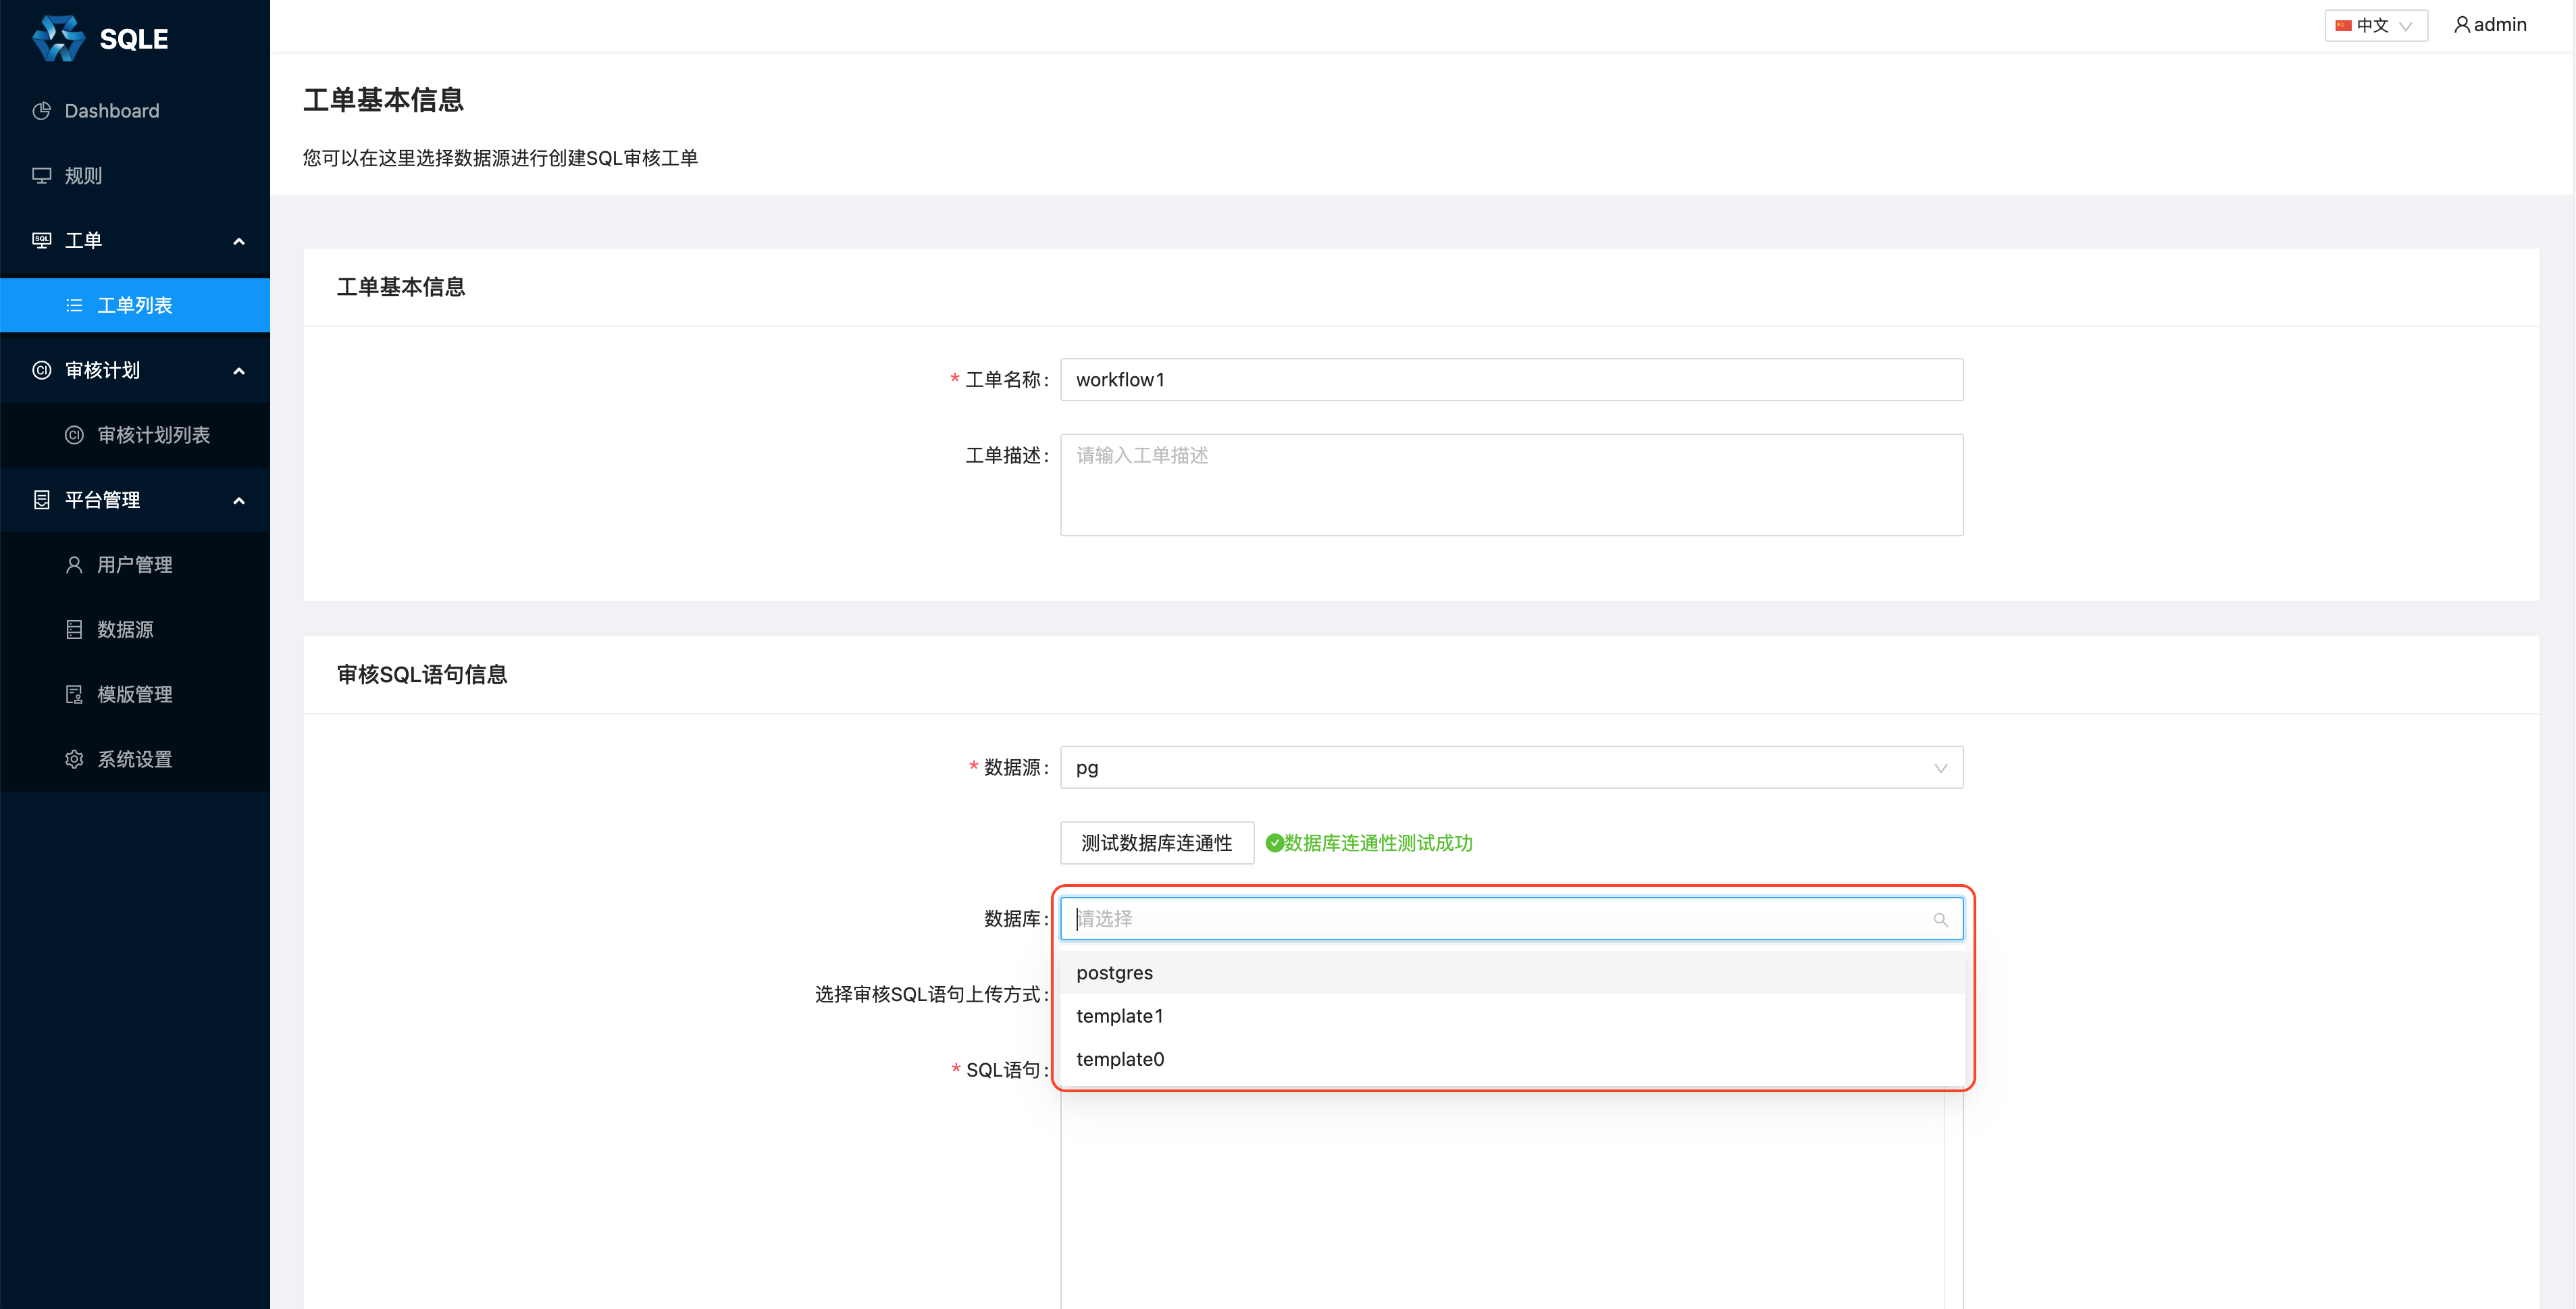 SQLE
Dashboard
规则
工单
工单列表
审核计划
审核计划列表
平台管理
用户管理
数据源
模版管理
系统设置
中文
admin
工单基本信息
您可以在这里选择数据源进行创建SQL审核工单
工单基本信息
* 工单名称: workflow1
工单描述: 请输入工单描述
审核SQL语句信息
* 数据源: pg
测试数据库连通性 数据库连通性测试成功
数据库: 请选择
postgres
选择审核SQL语句上传方式:
template1
template0
* SQL语句: